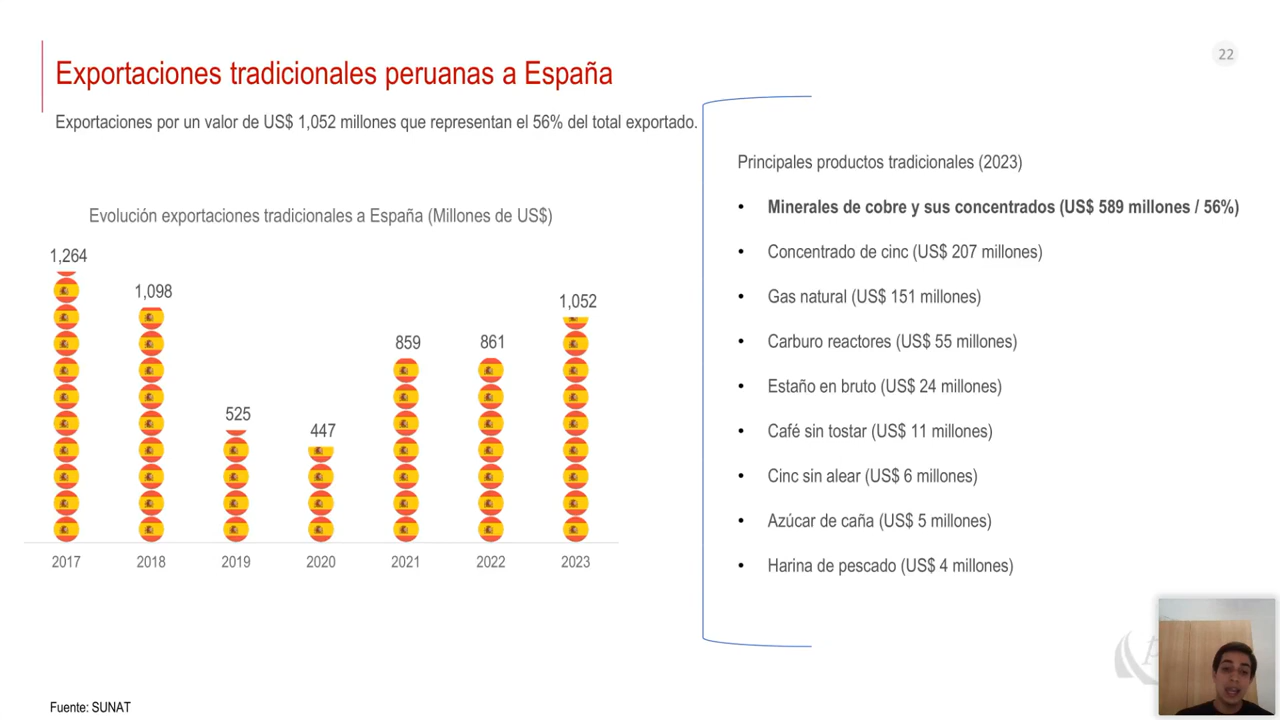 22
Exportaciones tradicionales peruanas a España
Exportaciones por un valor de US$ 1,052 millones que representan el 56% del total exportado.
Evolución exportaciones tradicionales a España (Millones de US$)
1,264
1,098
525
447
859
861
1,052
2017 2018 2019 2020 2021 2022 2023
Principales productos tradicionales (2023)
• Minerales de cobre y sus concentrados (US$ 589 millones / 56%)
• Concentrado de cinc (US$ 207 millones)
• Gas natural (US$ 151 millones)
• Carburo reactores (US$ 55 millones)
• Estaño en bruto (US$ 24 millones)
• Café sin tostar (US$ 11 millones)
• Cinc sin alear (US$ 6 millones)
• Azúcar de caña (US$ 5 millones)
• Harina de pescado (US$ 4 millones)
Fuente: SUNAT